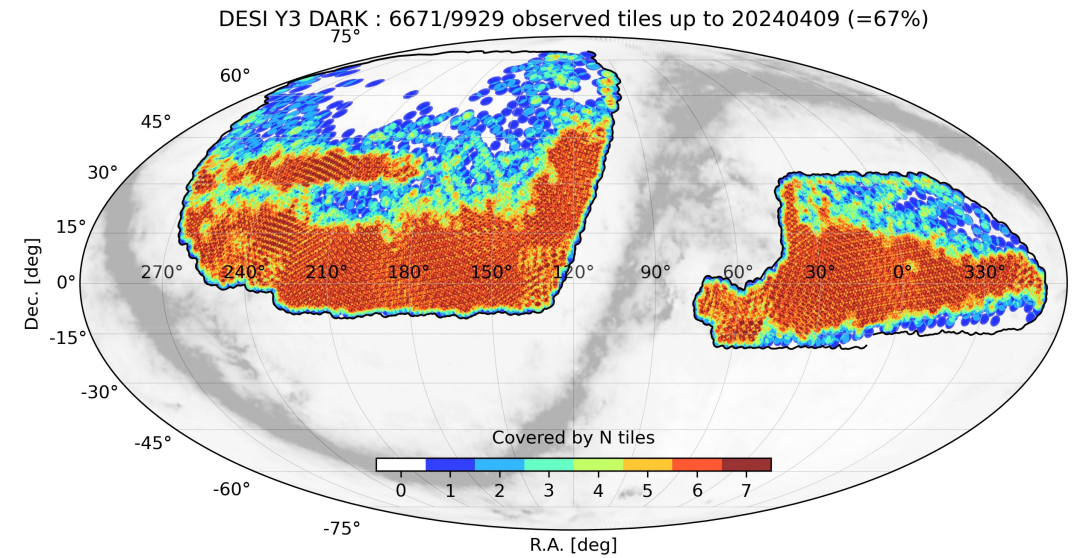 DESI Y3 DARK : 6671/9929 observed tiles up to 20240409 (=67%)
75°
60°
45°
30°
15°
270° 240° 210° 180° 150° 120° 90° 60° 30° 0° 330°
0°
Dec. [deg]
-15°
-30°
-45°
-60°
-75°
Covered by N tiles
0 1 2 3 4 5 6 7
R.A. [deg]